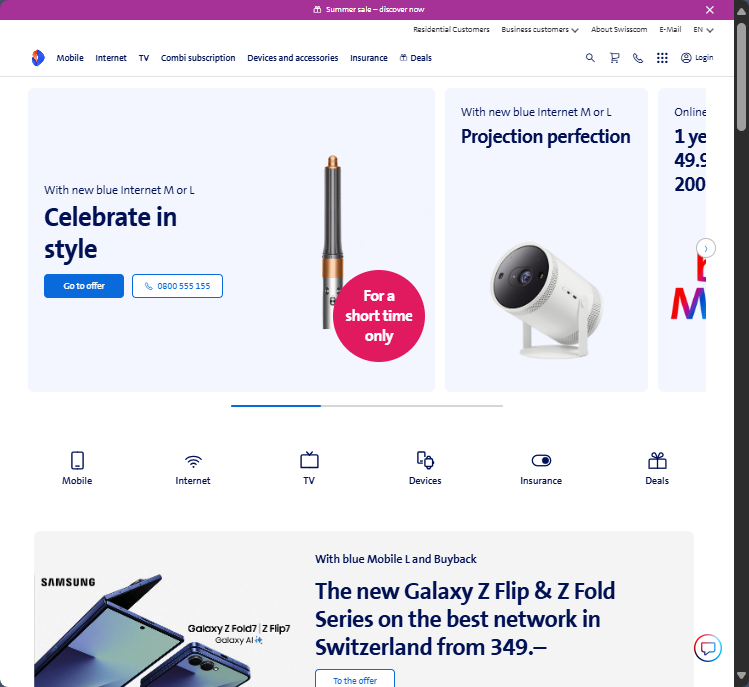 Summer sale – discover now
Residential Customers Business customers About Swisscom E-Mail EN
Mobile Internet TV Combi subscription Devices and accessories Insurance Deals Login
With new blue Internet M or L
Celebrate in
style
Go to offer 0800 555 155
For a
short time
only
With new blue Internet M or L
Projection perfection
Online
1 ye
49.9
200
M
Mobile Internet TV Devices Insurance Deals
SAMSUNG
Galaxy Z Fold7 | Z Flip7
Galaxy AI
With blue Mobile L and Buyback
The new Galaxy Z Flip & Z Fold
Series on the best network in
Switzerland from 349.–
To the offer